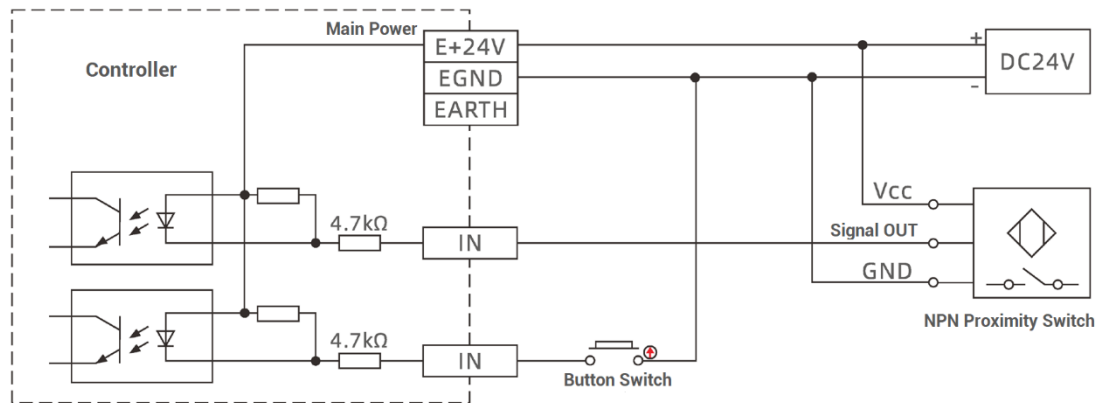 Main Power
E+24V
+
DC24V
Controller
EGND
-
EARTH
Vcc
4.7kΩ
IN
Signal OUT
GND
NPN Proximity Switch
4.7kΩ
IN
Button Switch